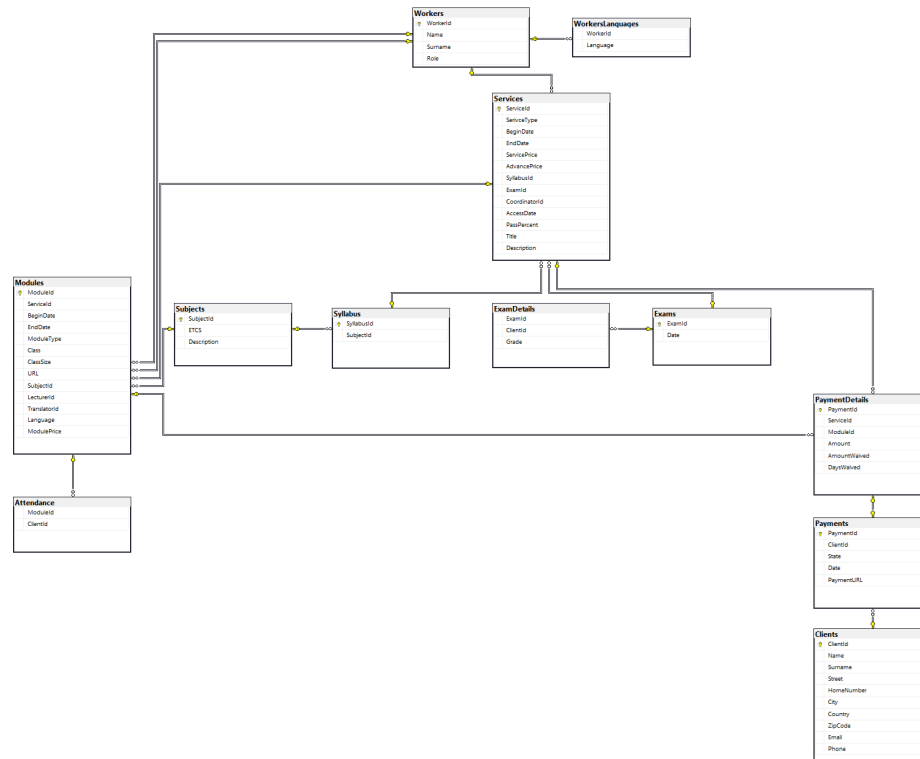 Workers
WorkerId
Name
Surname
Role
WorkersLanguages
WorkerId
Language
Services
ServiceId
SerivceType
BeginDate
EndDate
ServicePrice
AdvancePrice
SyllabusId
ExamId
CoordinatorId
AccessDate
PassPercent
Title
Description
Modules
ModuleId
ServiceId
BeginDate
EndDate
ModuleType
Class
ClassSize
URL
SubjectId
LecturerId
TranslatorId
Language
ModulePrice
Subjects
SubjectId
ETCS
Description
Syllabus
SyllabusId
SubjectId
ExamDetails
ExamId
ClientId
Grade
Exams
ExamId
Date
PaymentDetails
PaymentId
ServiceId
ModuleId
Amount
AmountWaived
DaysWaived
Attendance
ModuleId
ClientId
Payments
PaymentId
ClientId
State
Date
PaymentURL
Clients
ClientId
Name
Surname
Street
HomeNumber
City
Country
ZipCode
Email
Phone